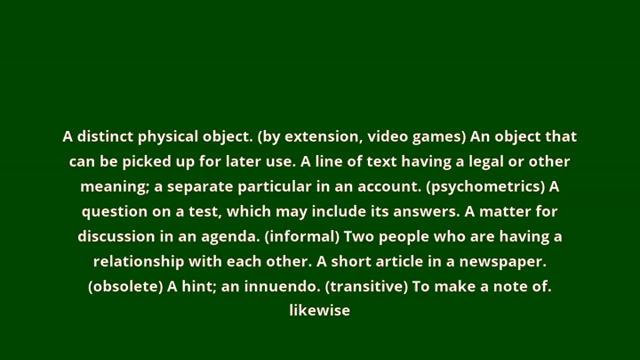 A distinct physical object. (by extension, video games) An object that
can be picked up for later use. A line of text having a legal or other
meaning; a separate particular in an account. (psychometrics) A
question on a test, which may include its answers. A matter for
discussion in an agenda. (informal) Two people who are having a
relationship with each other. A short article in a newspaper.
(obsolete) A hint; an innuendo. (transitive) To make a note of.
likewise